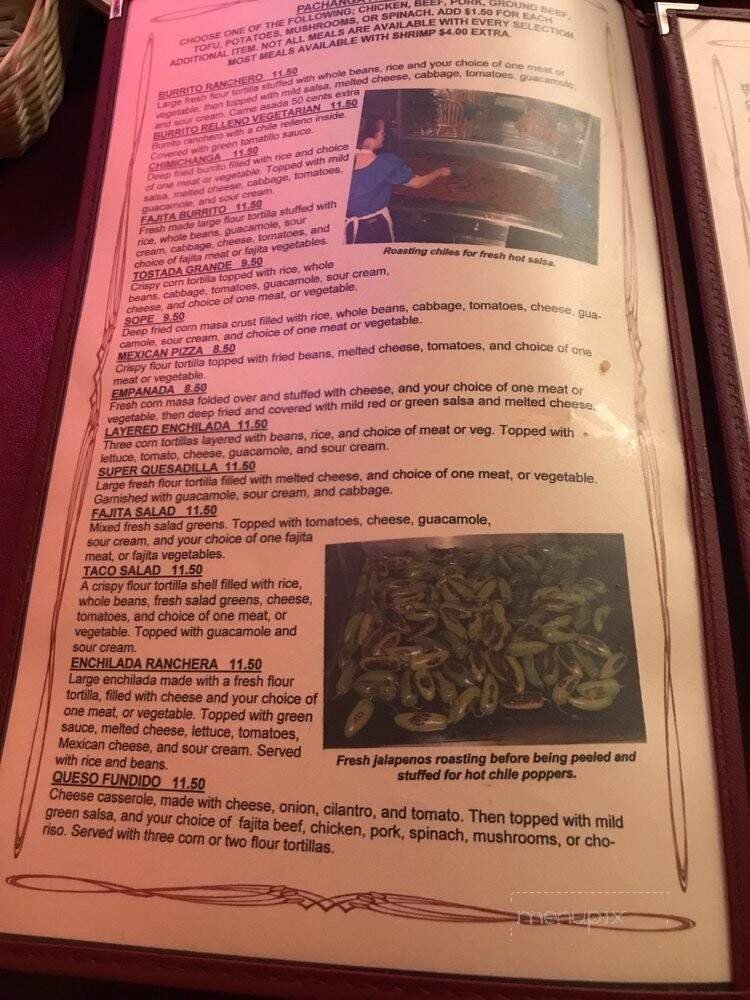 PACHANGA
CHOOSE ONE OF THE FOLLOWING; CHICKEN, BEEF, PORK, GROUND BEEF,
TOFU, POTATOES, MUSHROOMS, OR SPINACH. ADD $1.50 FOR EACH
ADDITIONAL ITEM. NOT ALL MEALS ARE AVAILABLE WITH EVERY SELECTION
MOST MEALS AVAILABLE WITH SHRIMP $4.00 EXTRA.
BURRITO RANCHERO 11.50
Large fresh flour tortilla stuffed with whole beans, rice and your choice of one meat or
vegetable, then topped with mild salsa, melted cheese, cabbage, tomatoes, guacamole,
and sour cream. Carne asada 50 cents extra
BURRITO RELLENO VEGETARIAN 11.50
Burrito ranchero with a chile relleno inside.
Covered with green tomatillo sauce.
CHIMICHANGA 11.50
Deep fried burrito filled with rice and choice
of one meat or vegetable. Topped with mild
salsa, melted cheese, cabbage, tomatoes,
guacamole, and sour cream.
FAJITA BURRITO 11.50
Fresh made large flour tortilla stuffed with
rice, whole beans, guacamole, sour
cream, cabbage, cheese, tomatoes, and
choice of fajita meat or fajita vegetables.
Roasting chiles for fresh hot salsa.
TOSTADA GRANDE 9.50
Crispy corn tortilla topped with rice, whole
beans, cabbage, tomatoes, guacamole, sour cream,
cheese, and choice of one meat, or vegetable.
SOPE 9.50
Deep fried corn masa crust filled with rice, whole beans, cabbage, tomatoes, cheese, gua-
camole, sour cream, and choice of one meat or vegetable.
MEXICAN PIZZA 8.50
Crispy flour tortilla topped with fried beans, melted cheese, tomatoes, and choice of one
meat or vegetable.
EMPANADA 8.50
Fresh corn masa folded over and stuffed with cheese, and your choice of one meat or
vegetable, then deep fried and covered with mild red or green salsa and melted cheese.
LAYERED ENCHILADA 11.50
Three corn tortillas layered with beans, rice, and choice of meat or veg. Topped with
lettuce, tomato, cheese, guacamole, and sour cream.
SUPER QUESADILLA 11.50
Large fresh flour tortilla filled with melted cheese, and choice of one meat, or vegetable.
Garnished with guacamole, sour cream, and cabbage.
FAJITA SALAD 11.50
Mixed fresh salad greens. Topped with tomatoes, cheese, guacamole,
sour cream, and your choice of one fajita
meat, or fajita vegetables.
TACO SALAD 11.50
A crispy flour tortilla shell filled with rice,
whole beans, fresh salad greens, cheese,
tomatoes, and choice of one meat, or
vegetable. Topped with guacamole and
sour cream.
ENCHILADA RANCHERA 11.50
Large enchilada made with a fresh flour
tortilla, filled with cheese and your choice of
one meat, or vegetable. Topped with green
sauce, melted cheese, lettuce, tomatoes,
Mexican cheese, and sour cream. Served
with rice and beans.
Fresh jalapenos roasting before being peeled and
stuffed for hot chile poppers.
QUESO FUNDIDO 11.50
Cheese casserole, made with cheese, onion, cilantro, and tomato. Then topped with mild
green salsa, and your choice of fajita beef, chicken, pork, spinach, mushrooms, or cho-
riso. Served with three corn or two flour tortillas.
menupix